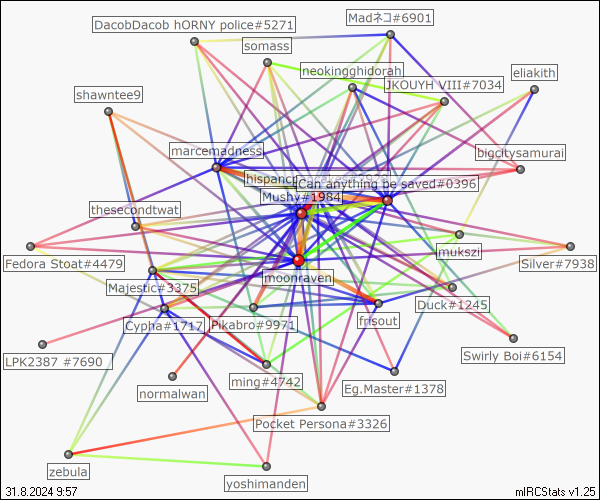 DacobDacob hORNY police#5271
Madネコ#6901
somass
neokingghidorah
JKOUYH VIII#7034
eliakith
shawntee9
marcemadness
bigcitysamurai
Can anything be saved#0396
Mushy#1984
thesecondtwat
jmukszi
Fedora Stoat#4479
moonraven
Silver#7938
Majestic#3375
Duck#1245
Cypha#1717
Pikabro#9971
frisout
LPK2387 #7690
Swirly Boi#6154
ming#4742
Eg.Master#1378
normalwan
Pocket Persona#3326
zebula
yoshimanden
31.8.2024 9:57
mIRCStats v1.25